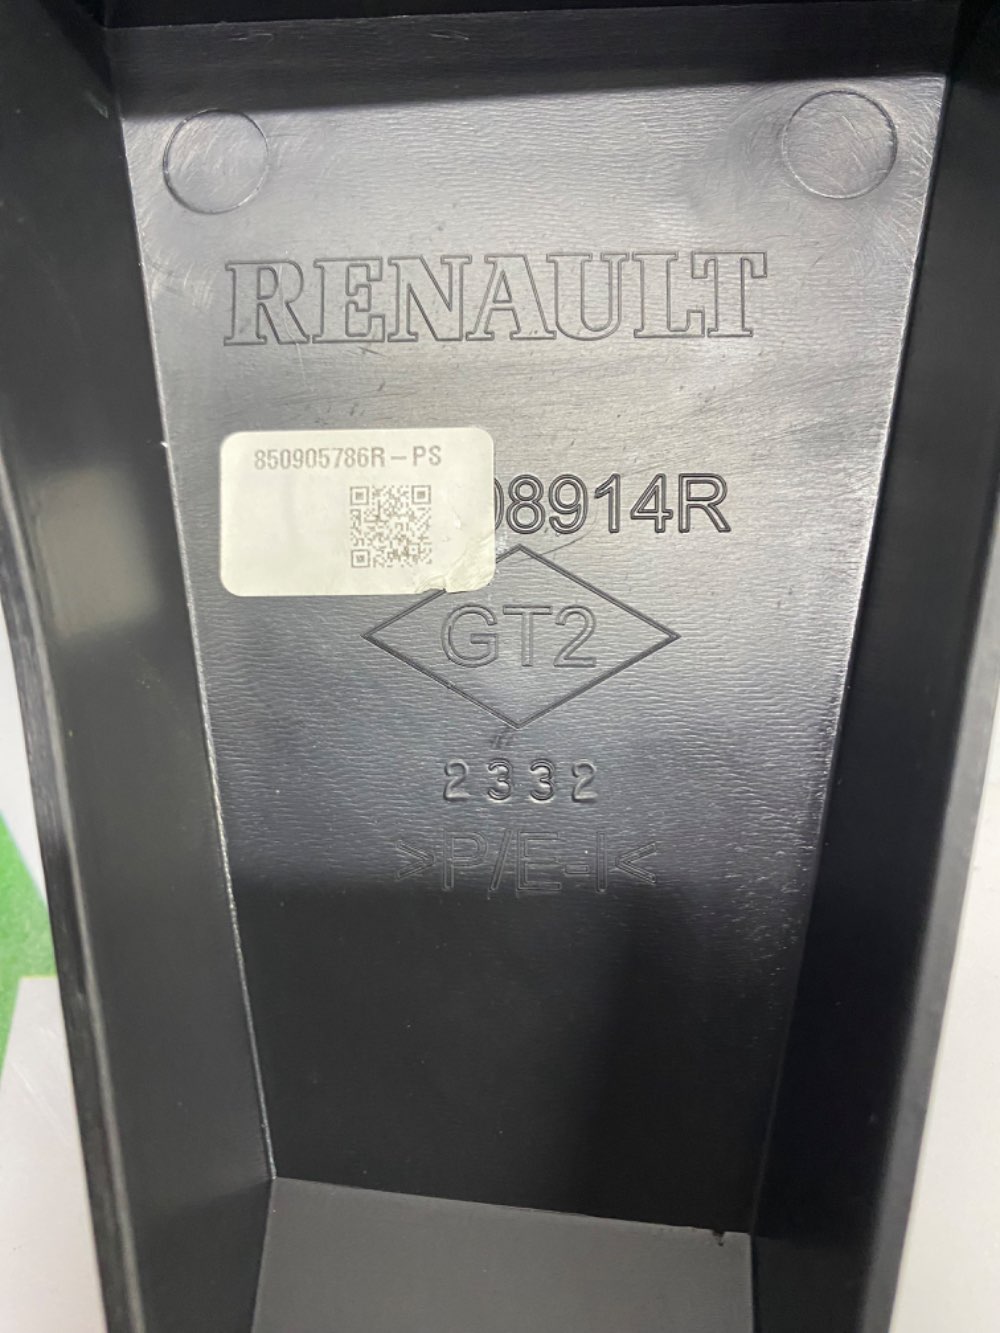 RENAULT
850905786R-PS
08914R
GT2
2332
>P/E-I<